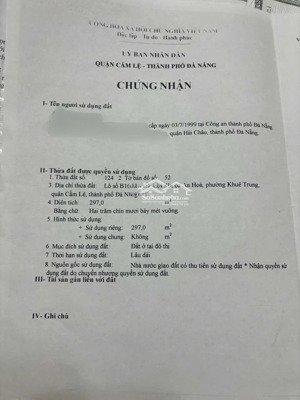 CỘNG HOÀ XÃ HỘI CHỦ NGHĨA VIỆT NAM
Độc lập - Tự do - Hạnh phúc
UỶ BAN NHÂN DÂN
QUẬN CẨM LỆ - THÀNH PHỐ ĐÀ NẴNG
CHỨNG NHẬN
I- Tên người sử dụng đất
cấp ngày 03/7/1999 tại Công an thành phố Đà Nẵng
quận Hải Châu, thành phố Đà Nẵng.
II- Thửa đất được quyền sử dụng
1. Thửa đất số 124 2. Tờ bản đồ số 52
3. Địa chỉ thửa đất: Lô số Hoá, phường Khuê Trung,
quận Cẩm Lệ, thành phố Đà Nẵng
4. Diện tích 297,0
Bằng chữ: Hai trăm chín mươi bảy mét vuông.
5. Hình thức sử dụng:
+ Sử dụng riêng: 297,0 m²
+ Sử dụng chung: Không m²
6. Mục đích sử dụng đất: Đất ở tại đô thị
7. Thời hạn sử dụng đất: Lâu dài
8. Nguồn gốc sử dụng đất: Nhà nước giao đất có thu tiền sử dụng đất * Nhận quyền sử
dụng đất do chuyển nhượng quyền sử dụng đất.
III- Tài sản gắn liền với đất
IV- Ghi chú